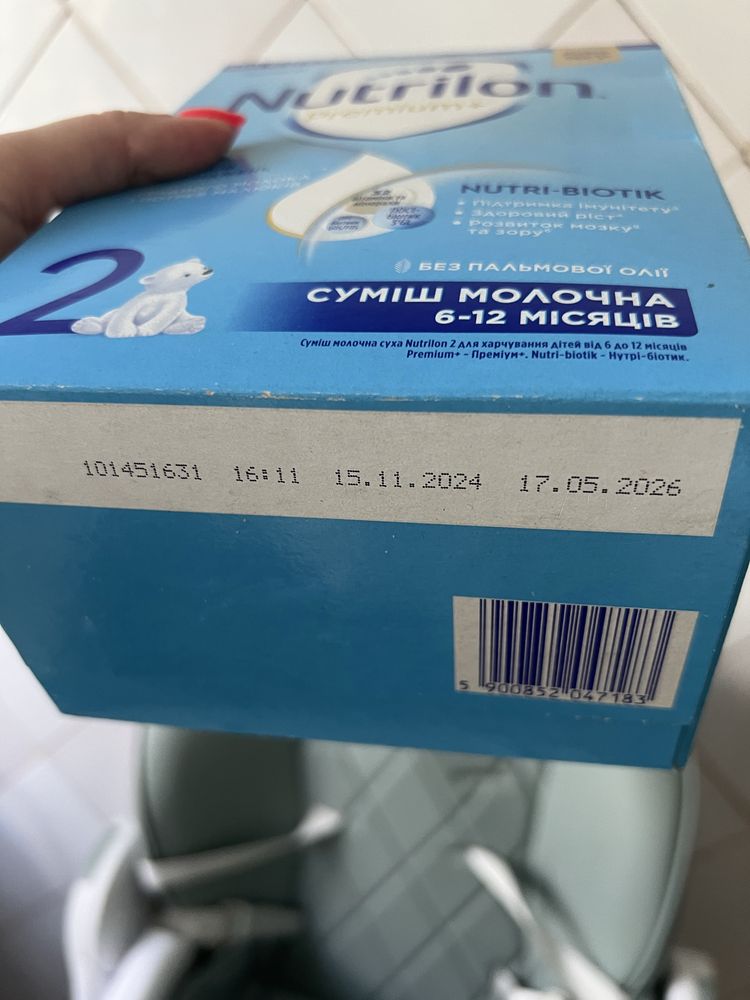 Nutrilon
Premium+
NUTRI-BIOTIK
• Підтримка імунітету
• Здоровий ріст
• Розвиток мозку
та зору
БЕЗ ПАЛЬМОВОЇ ОЛІЇ
2
СУМІШ МОЛОЧНА
6-12 МІСЯЦІВ
Суміш молочна суха Nutrilon 2 для харчування дітей від 6 до 12 місяців
Premium+ - Преміум+. Nutri-biotik - Нутрі-біотик.
101451631 16:11 15.11.2024 17.05.2026
5 900852 047183